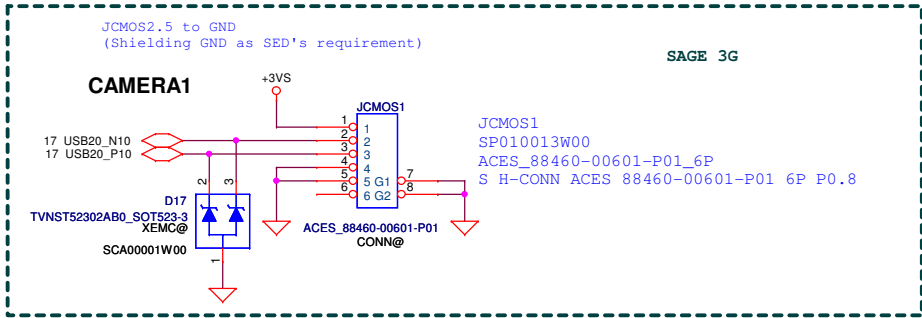 JCMOS2.5 to GND
(Shielding GND as SED's requirement)
SAGE 3G
CAMERA1
+3VS
JCMOS1
17 USB20_N10
17 USB20_P10
1 1
2 2
3 3
4 4
5 5 G1 7
6 6 G2 8
JCMOS1
SP010013W00
ACES_88460-00601-P01_6P
S H-CONN ACES 88460-00601-P01 6P P0.8
2 3
D17
TVNST52302AB0_SOT523-3
XEMC@
SCA00001W00
1
ACES_88460-00601-P01
CONN@